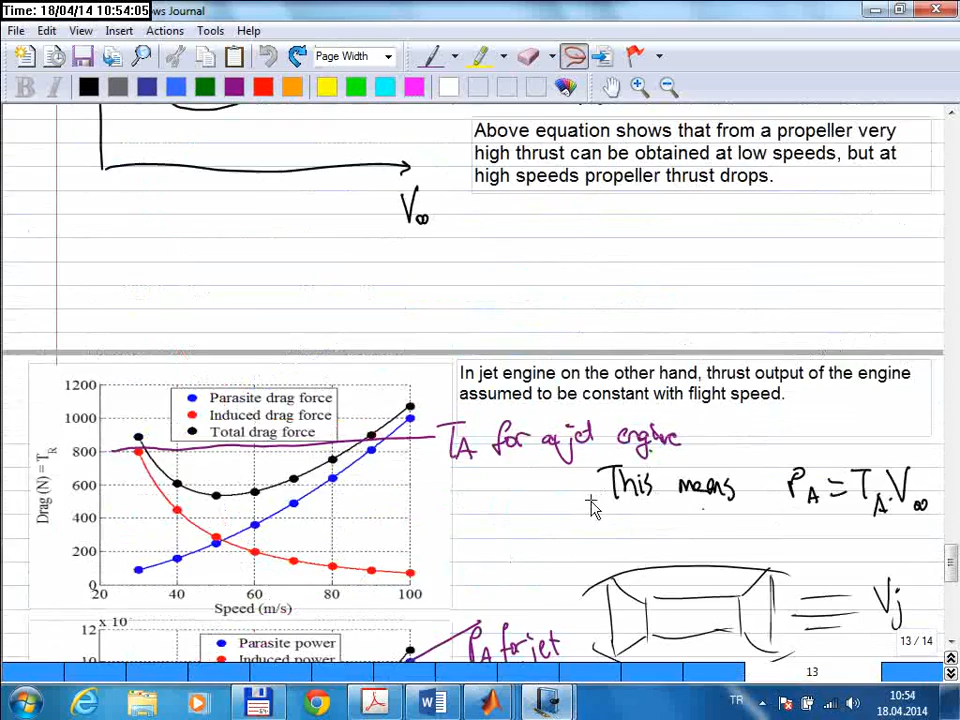 Time: 18/04/14 10:54:05
ows Journal
File Edit View Insert Actions Tools Help
Page Width
B I
Above equation shows that from a propeller very
high thrust can be obtained at low speeds, but at
high speeds propeller thrust drops.
V∞
In jet engine on the other hand, thrust output of the engine
assumed to be constant with flight speed.
1200
1000
800
600
400
200
0
Drag (N) = T_R
Parasite drag force
Induced drag force
Total drag force
20 40 60 80 100
Speed (m/s)
T_A for a jet engine
This means P_A = T_A.V∞
Vj
x 10
12
10
Parasite power
Induced power
P_A for jet
13 / 14
13
TR
10:54
18.04.2014